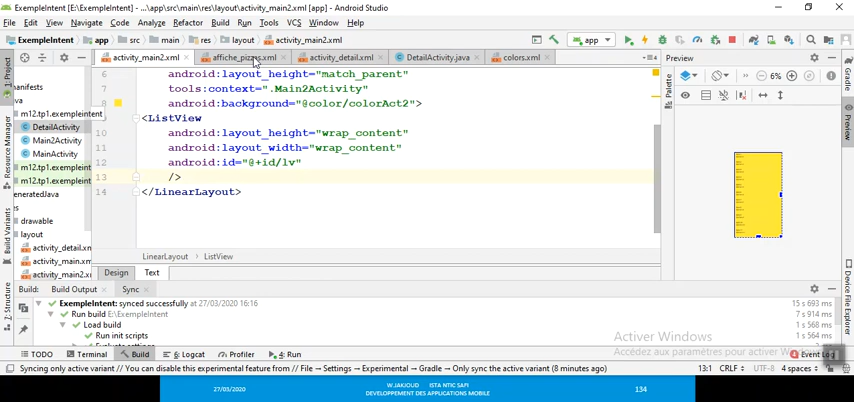 ExempleIntent [E:\ExempleIntent] - ...\app\src\main\res\layout\activity_main2.xml [app] - Android Studio
File Edit View Navigate Code Analyze Refactor Build Run Tools VCS Window Help
ExempleIntent app src main res layout activity_main2.xml app
activity_main2.xml affiche_pizzas.xml activity_detail.xml DetailActivity.java colors.xml
Preview
Palette
1: Project
Resource Manager
Build Variants
7: Structure
Gradle
Preview
Device File Explorer
6%
manifests
ava
m12.tp1.exempleintent
DetailActivity
Main2Activity
MainActivity
m12.tp1.exempleint
m12.tp1.exempleint
eneratedJava
es
drawable
layout
activity_detail.xm
activity_main.xml
activity_main2.x
6 android:layout_height="match_parent"
7 tools:context=".Main2Activity"
8 android:background="@color/colorAct2">
<ListView
10 android:layout_height="wrap_content"
11 android:layout_width="wrap_content"
12 android:id="@+id/lv"
13 />
14 </LinearLayout>
LinearLayout › ListView
Design Text
Build: Build Output Sync
ExempleIntent: synced successfully at 27/03/2020 16:16 15 s 693 ms
Run build E:\ExempleIntent 7 s 914 ms
Load build 1 s 568 ms
Run init scripts 1 s 564 ms
Activer Windows
Accédez aux paramètres pour activer Windows
TODO Terminal Build 6: Logcat Profiler 4: Run Event Log
Syncing only active variant // You can disable this experimental feature from // File → Settings → Experimental → Gradle → Only sync the active variant (8 minutes ago) 13:1 CRLF UTF-8 4 spaces
27/03/2020 W.JAKJOUD ISTA NTIC SAFI 134
DEVELOPPEMENT DES APPLICATIONS MOBILE